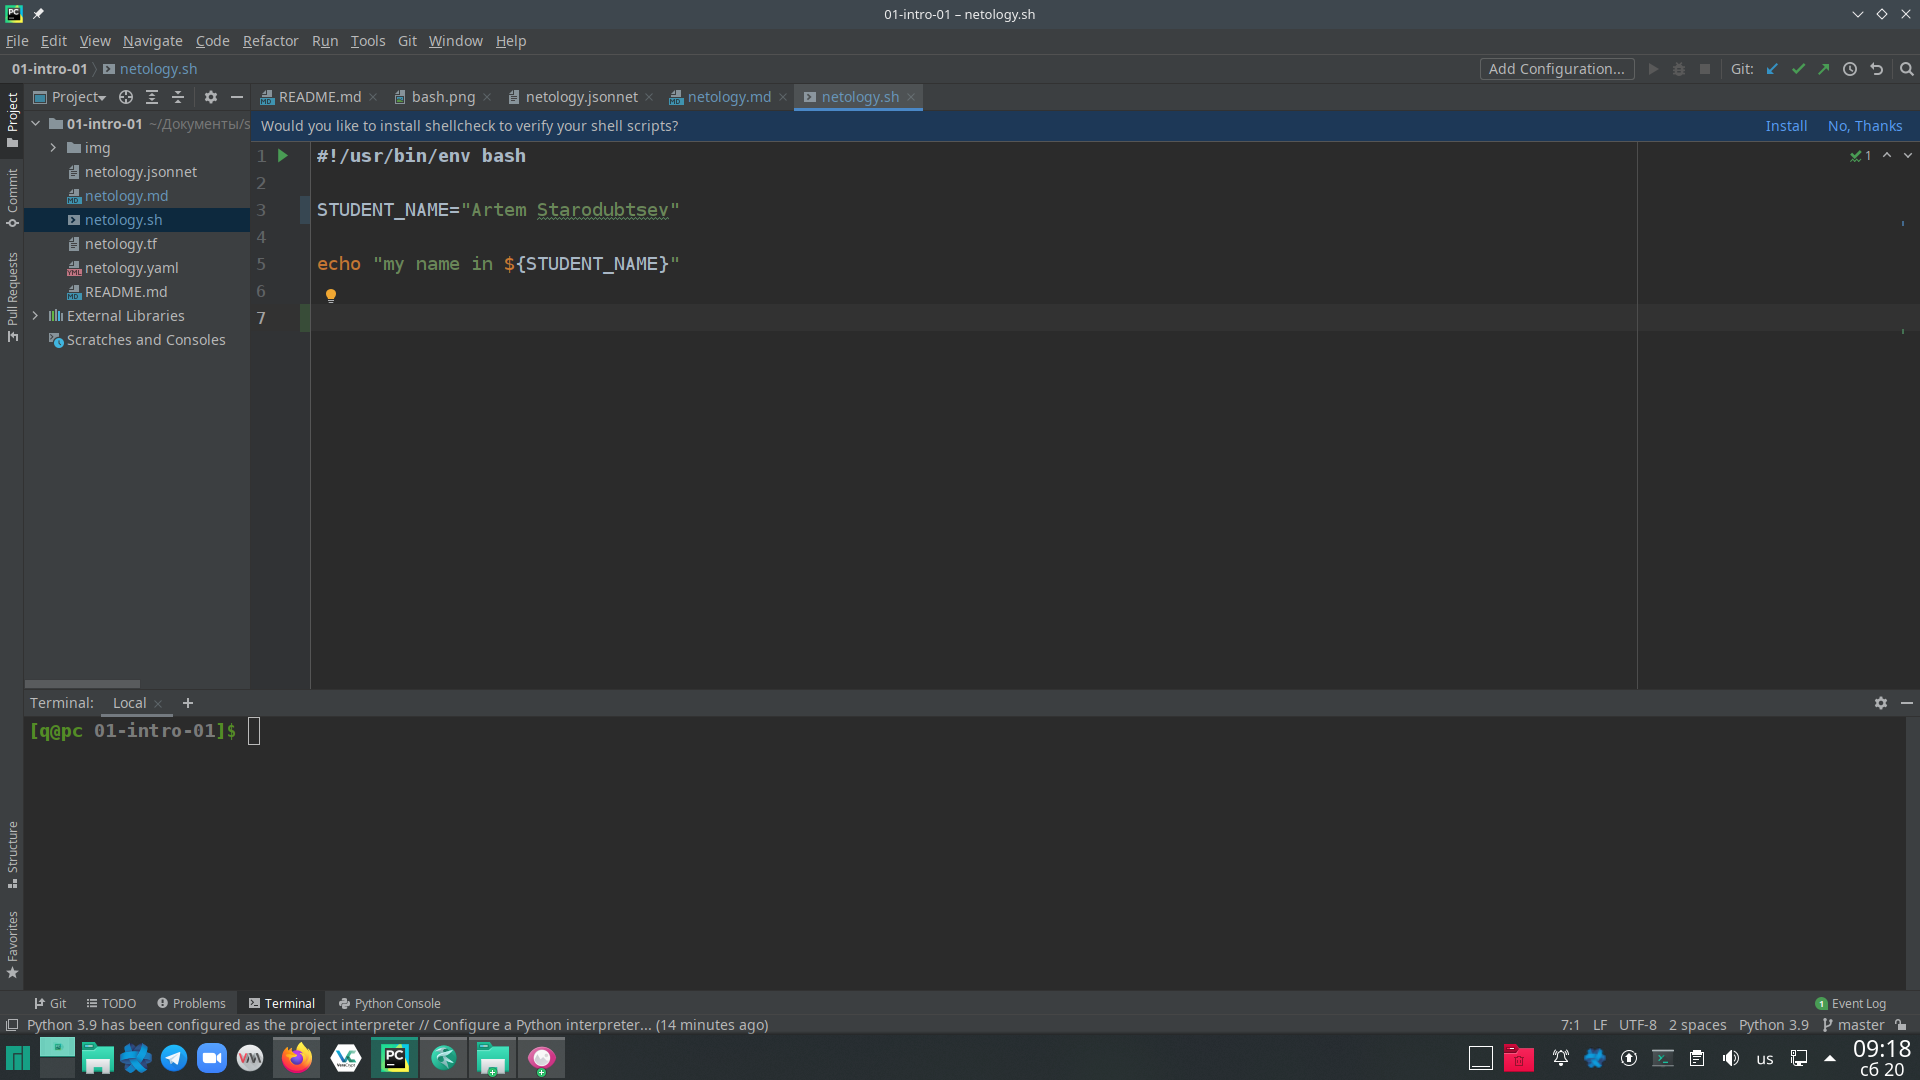 01-intro-01 – netology.sh
File Edit View Navigate Code Refactor Run Tools Git Window Help
01-intro-01 netology.sh Add Configuration... Git:
Project README.md bash.png netology.jsonnet netology.md netology.sh
01-intro-01 ~/Документы/s
Would you like to install shellcheck to verify your shell scripts? Install No, Thanks
img
netology.jsonnet
netology.md
netology.sh
netology.tf
netology.yaml
README.md
External Libraries
Scratches and Consoles
Project
Commit
Pull Requests
Structure
Favorites
1 #!/usr/bin/env bash
2
3 STUDENT_NAME="Artem Starodubtsev"
4
5 echo "my name in ${STUDENT_NAME}"
6
7
1
Terminal: Local
[q@pc 01-intro-01]$
Git TODO Problems Terminal Python Console 1 Event Log
Python 3.9 has been configured as the project interpreter // Configure a Python interpreter... (14 minutes ago) 7:1 LF UTF-8 2 spaces Python 3.9 master
PC us 09:18
сб 20